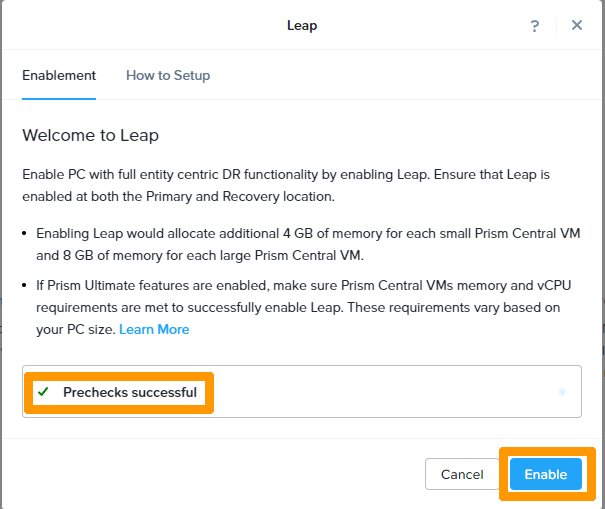 Leap
?
Enablement How to Setup
Welcome to Leap
Enable PC with full entity centric DR functionality by enabling Leap. Ensure that Leap is
enabled at both the Primary and Recovery location.
• Enabling Leap would allocate additional 4 GB of memory for each small Prism Central VM
and 8 GB of memory for each large Prism Central VM.
• If Prism Ultimate features are enabled, make sure Prism Central VMs memory and vCPU
requirements are met to successfully enable Leap. These requirements vary based on
your PC size. Learn More
Prechecks successful
Cancel Enable